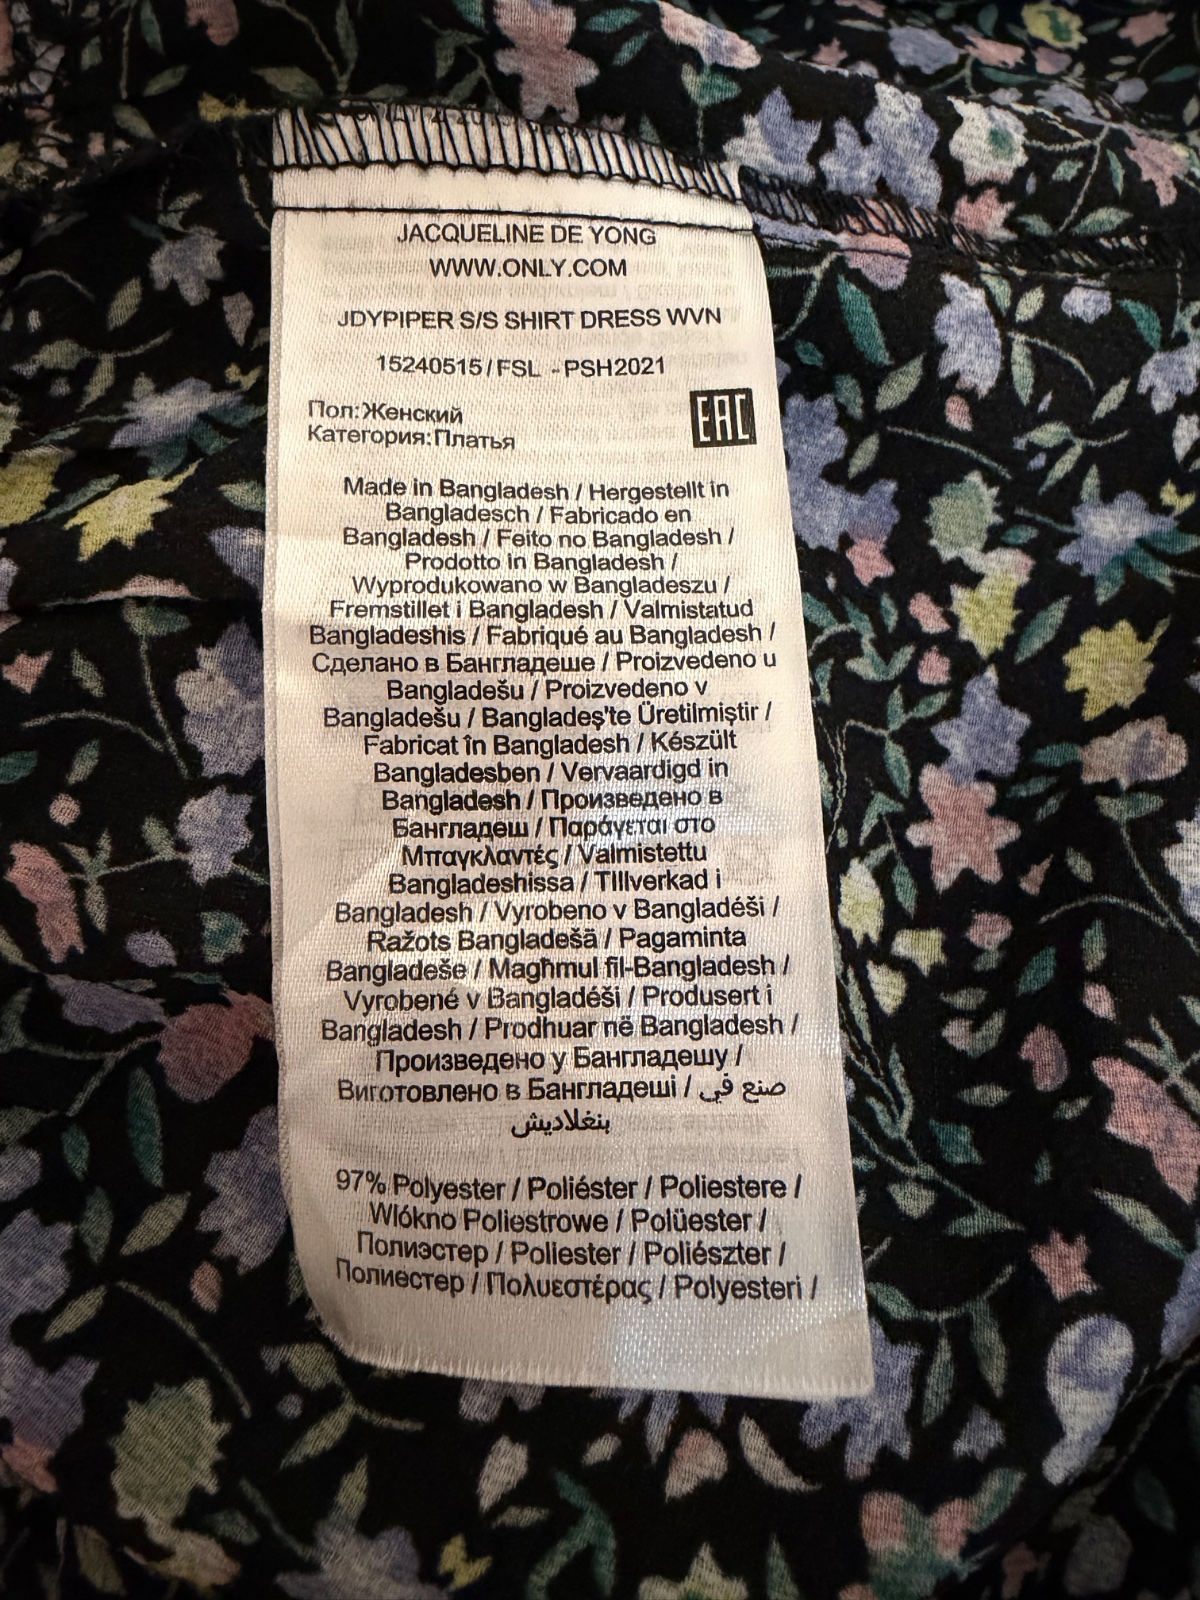 JACQUELINE DE YONG
WWW.ONLY.COM
JDYPIPER S/S SHIRT DRESS WVN
15240515/FSL - PSH2021
Пол:Женский
Категория:Платья
EAC
Made in Bangladesh / Hergestellt in
Bangladesch / Fabricado en
Bangladesh / Feito no Bangladesh /
Prodotto in Bangladesh /
Wyprodukowano w Bangladeszu /
Fremstillet i Bangladesh / Valmistatud
Bangladeshis / Fabriqué au Bangladesh /
Сделано в Бангладеше / Proizvedeno u
Bangladešu / Proizvedeno v
Bangladešu / Bangladeş'te Üretilmiştir /
Fabricat în Bangladesh / Készült
Bangladesben / Vervaardigd in
Bangladesh / Произведено в
Бангладеш / Παράγεται στο
Μπαγκλαντές / Valmistettu
Bangladeshissa / TIllverkad i
Bangladesh / Vyrobeno v Bangladéši /
Ražots Bangladešā / Pagaminta
Bangladeše / Magħmul fil-Bangladesh /
Vyrobené v Bangladéši / Produsert i
Bangladesh / Prodhuar në Bangladesh /
Произведено у Бангладешу /
Виготовлено в Бангладеші / صنع في
بنغلاديش
97% Polyester / Poliéster / Poliestere /
Wlókno Poliestrowe / Polüester /
Полиэстер / Poliester / Poliészter /
Полиестер / Πολυεστέρας / Polyesteri /